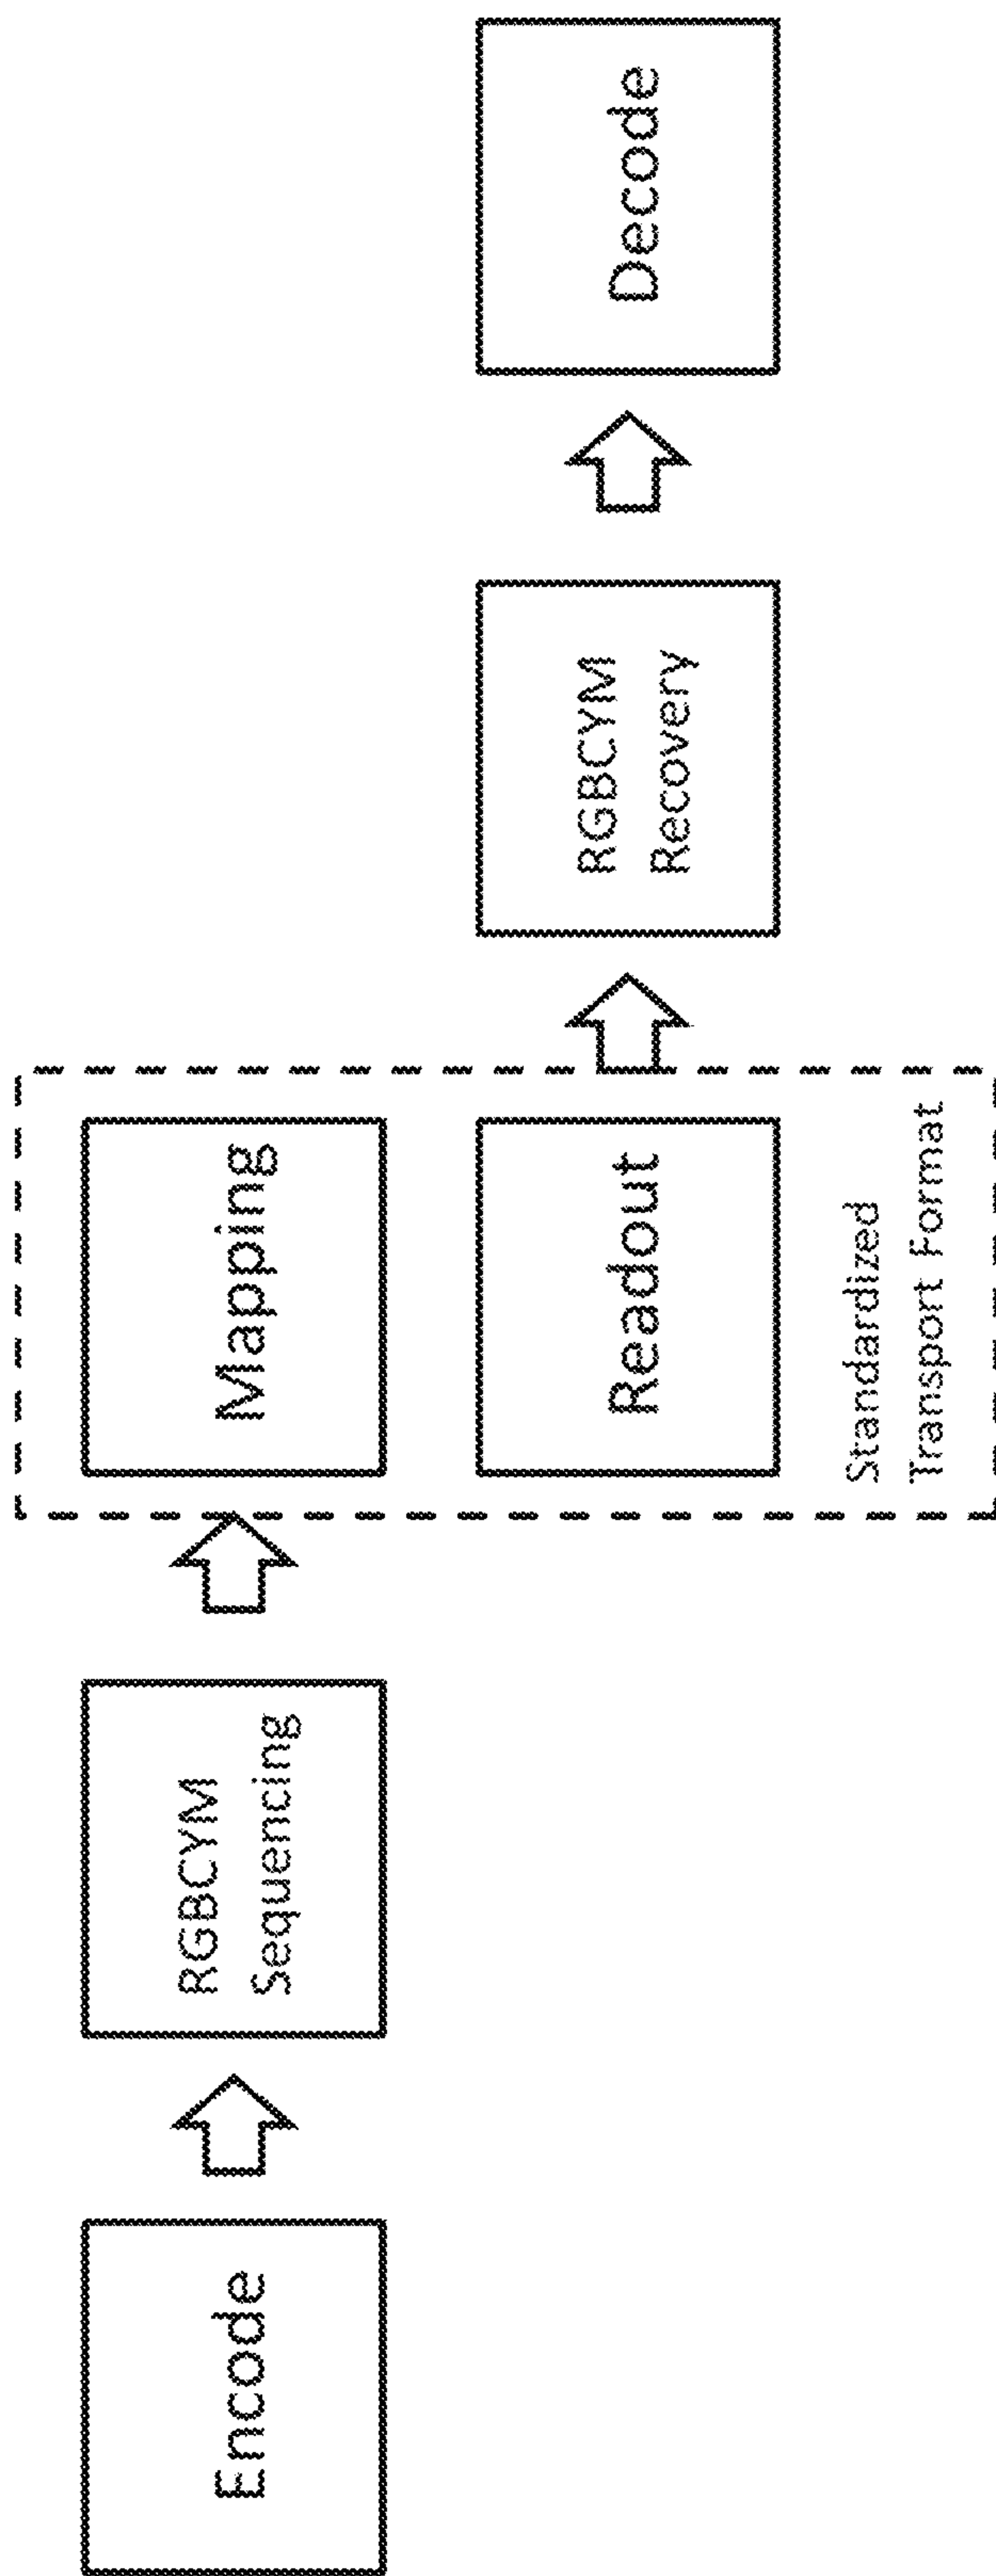 Encode
RGBCYM
Sequencing
Mapping
Readout
Standardized
Transport Format
RGBCYM
Recovery
Decode